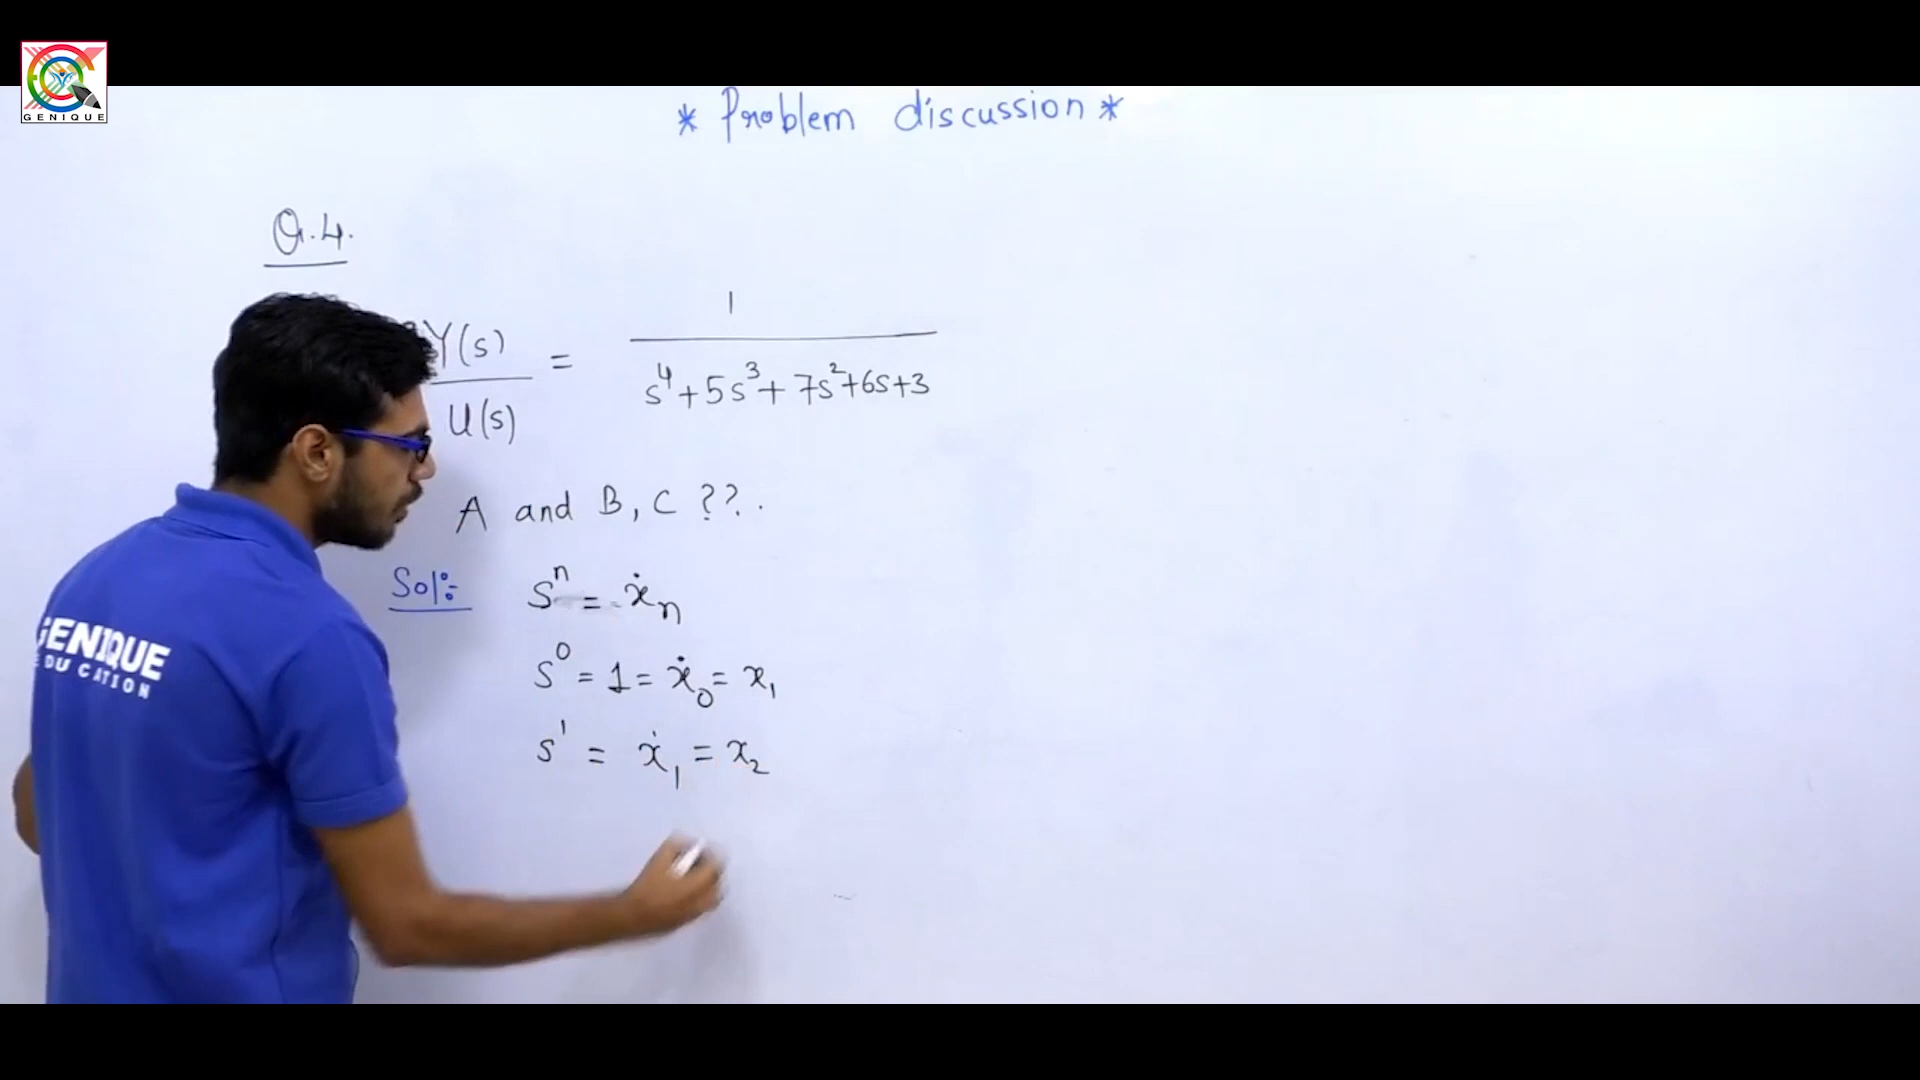 GENIQUE
* Problem discussion *
Q.4.
Y(s)
U(s)
=
1
s⁴+5s³+7s²+6s+3
A and B, C ??.
Sol:-
sⁿ = ẋₙ
s⁰ = 1 = ẋ₀ = x₁
s¹ = ẋ₁ = x₂
GENIQUE
EDUCATION